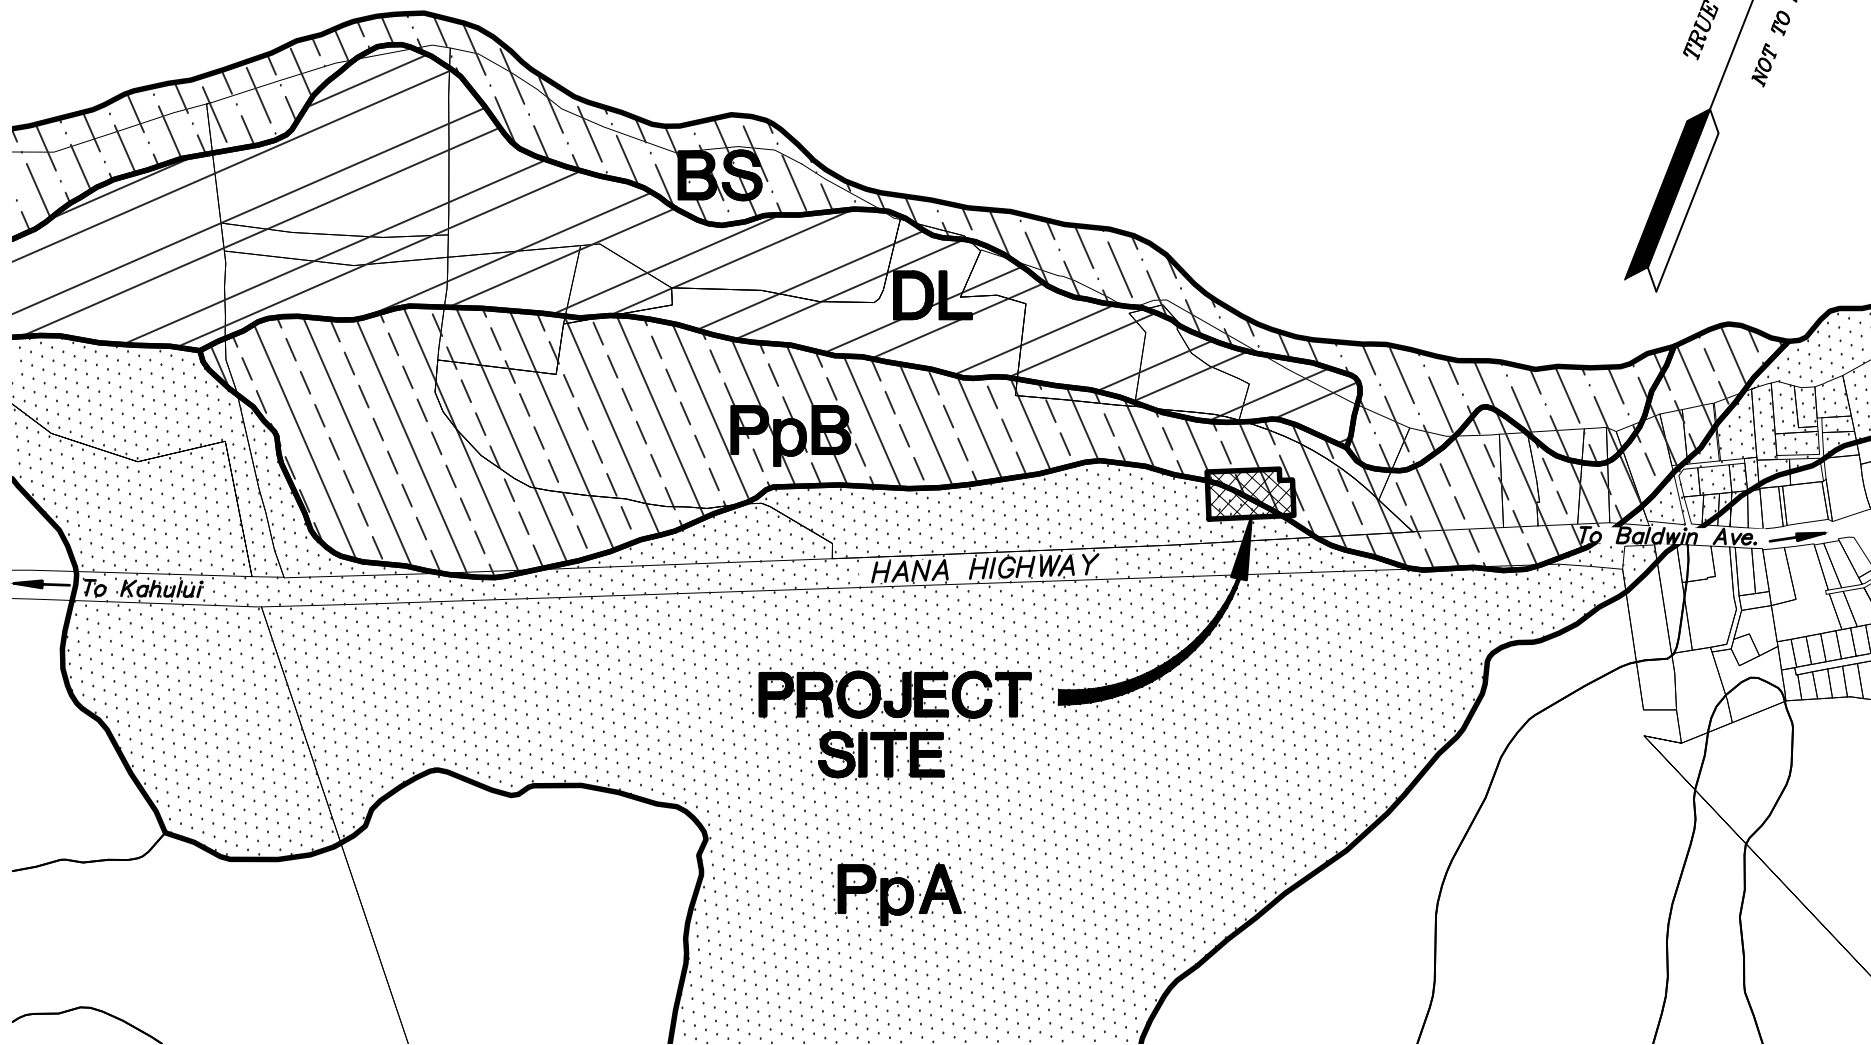 TRUE
NOT TO
BS
DL
PpB
To Baldwin Ave.
HANA HIGHWAY
To Kahului
PROJECT
SITE
PpA